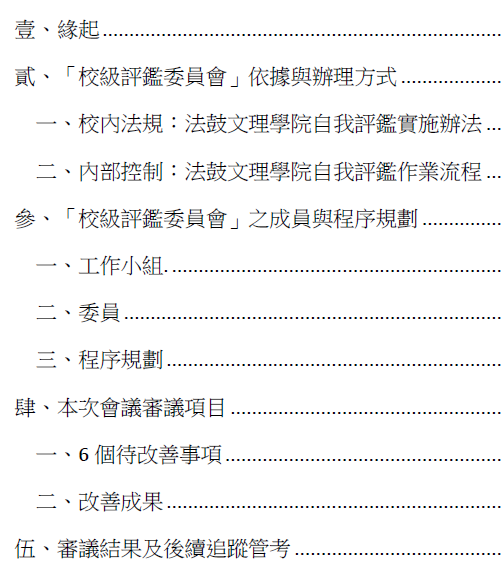 壹、緣起
貳、「校級評鑑委員會」依據與辦理方式
一、校內法規：法鼓文理學院自我評鑑實施辦法
二、內部控制：法鼓文理學院自我評鑑作業流程
參、「校級評鑑委員會」之成員與程序規劃
一、工作小組.
二、委員
三、程序規劃
肆、本次會議審議項目
一、6 個待改善事項
二、改善成果
伍、審議結果及後續追蹤管考